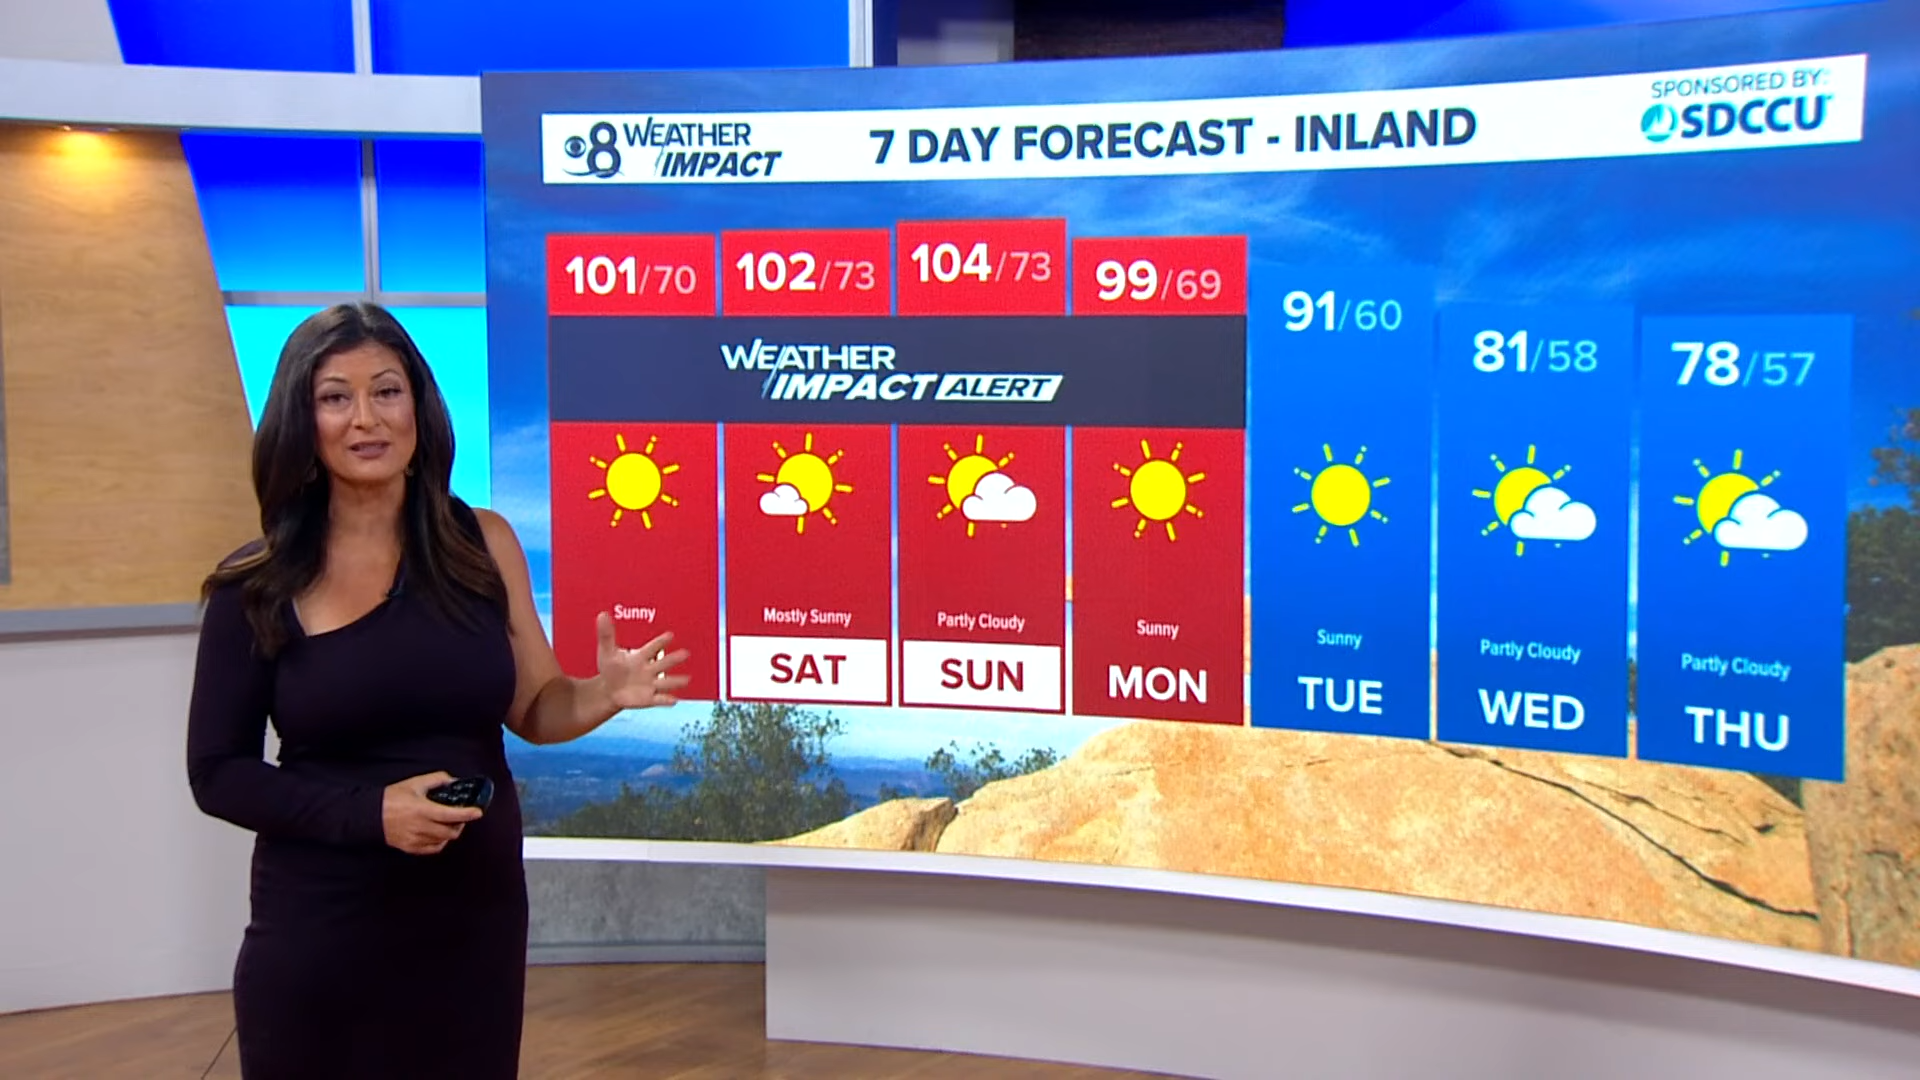 CBS 8 WEATHER IMPACT
7 DAY FORECAST - INLAND
SPONSORED BY:
SDCCU
101/70
102/73
104/73
99/69
91/60
81/58
78/57
WEATHER
IMPACT ALERT
Sunny
Mostly Sunny
Partly Cloudy
Sunny
Sunny
Partly Cloudy
Partly Cloudy
SAT
SUN
MON
TUE
WED
THU